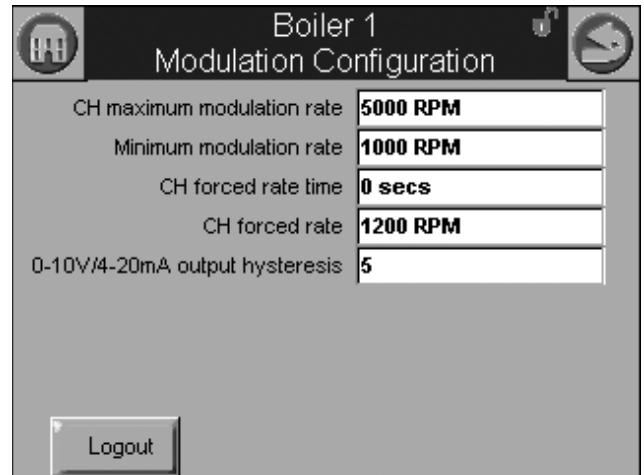 Boiler 1
Modulation Configuration
CH maximum modulation rate 5000 RPM
Minimum modulation rate 1000 RPM
CH forced rate time 0 secs
CH forced rate 1200 RPM
0-10V/4-20mA output hysteresis 5
Logout